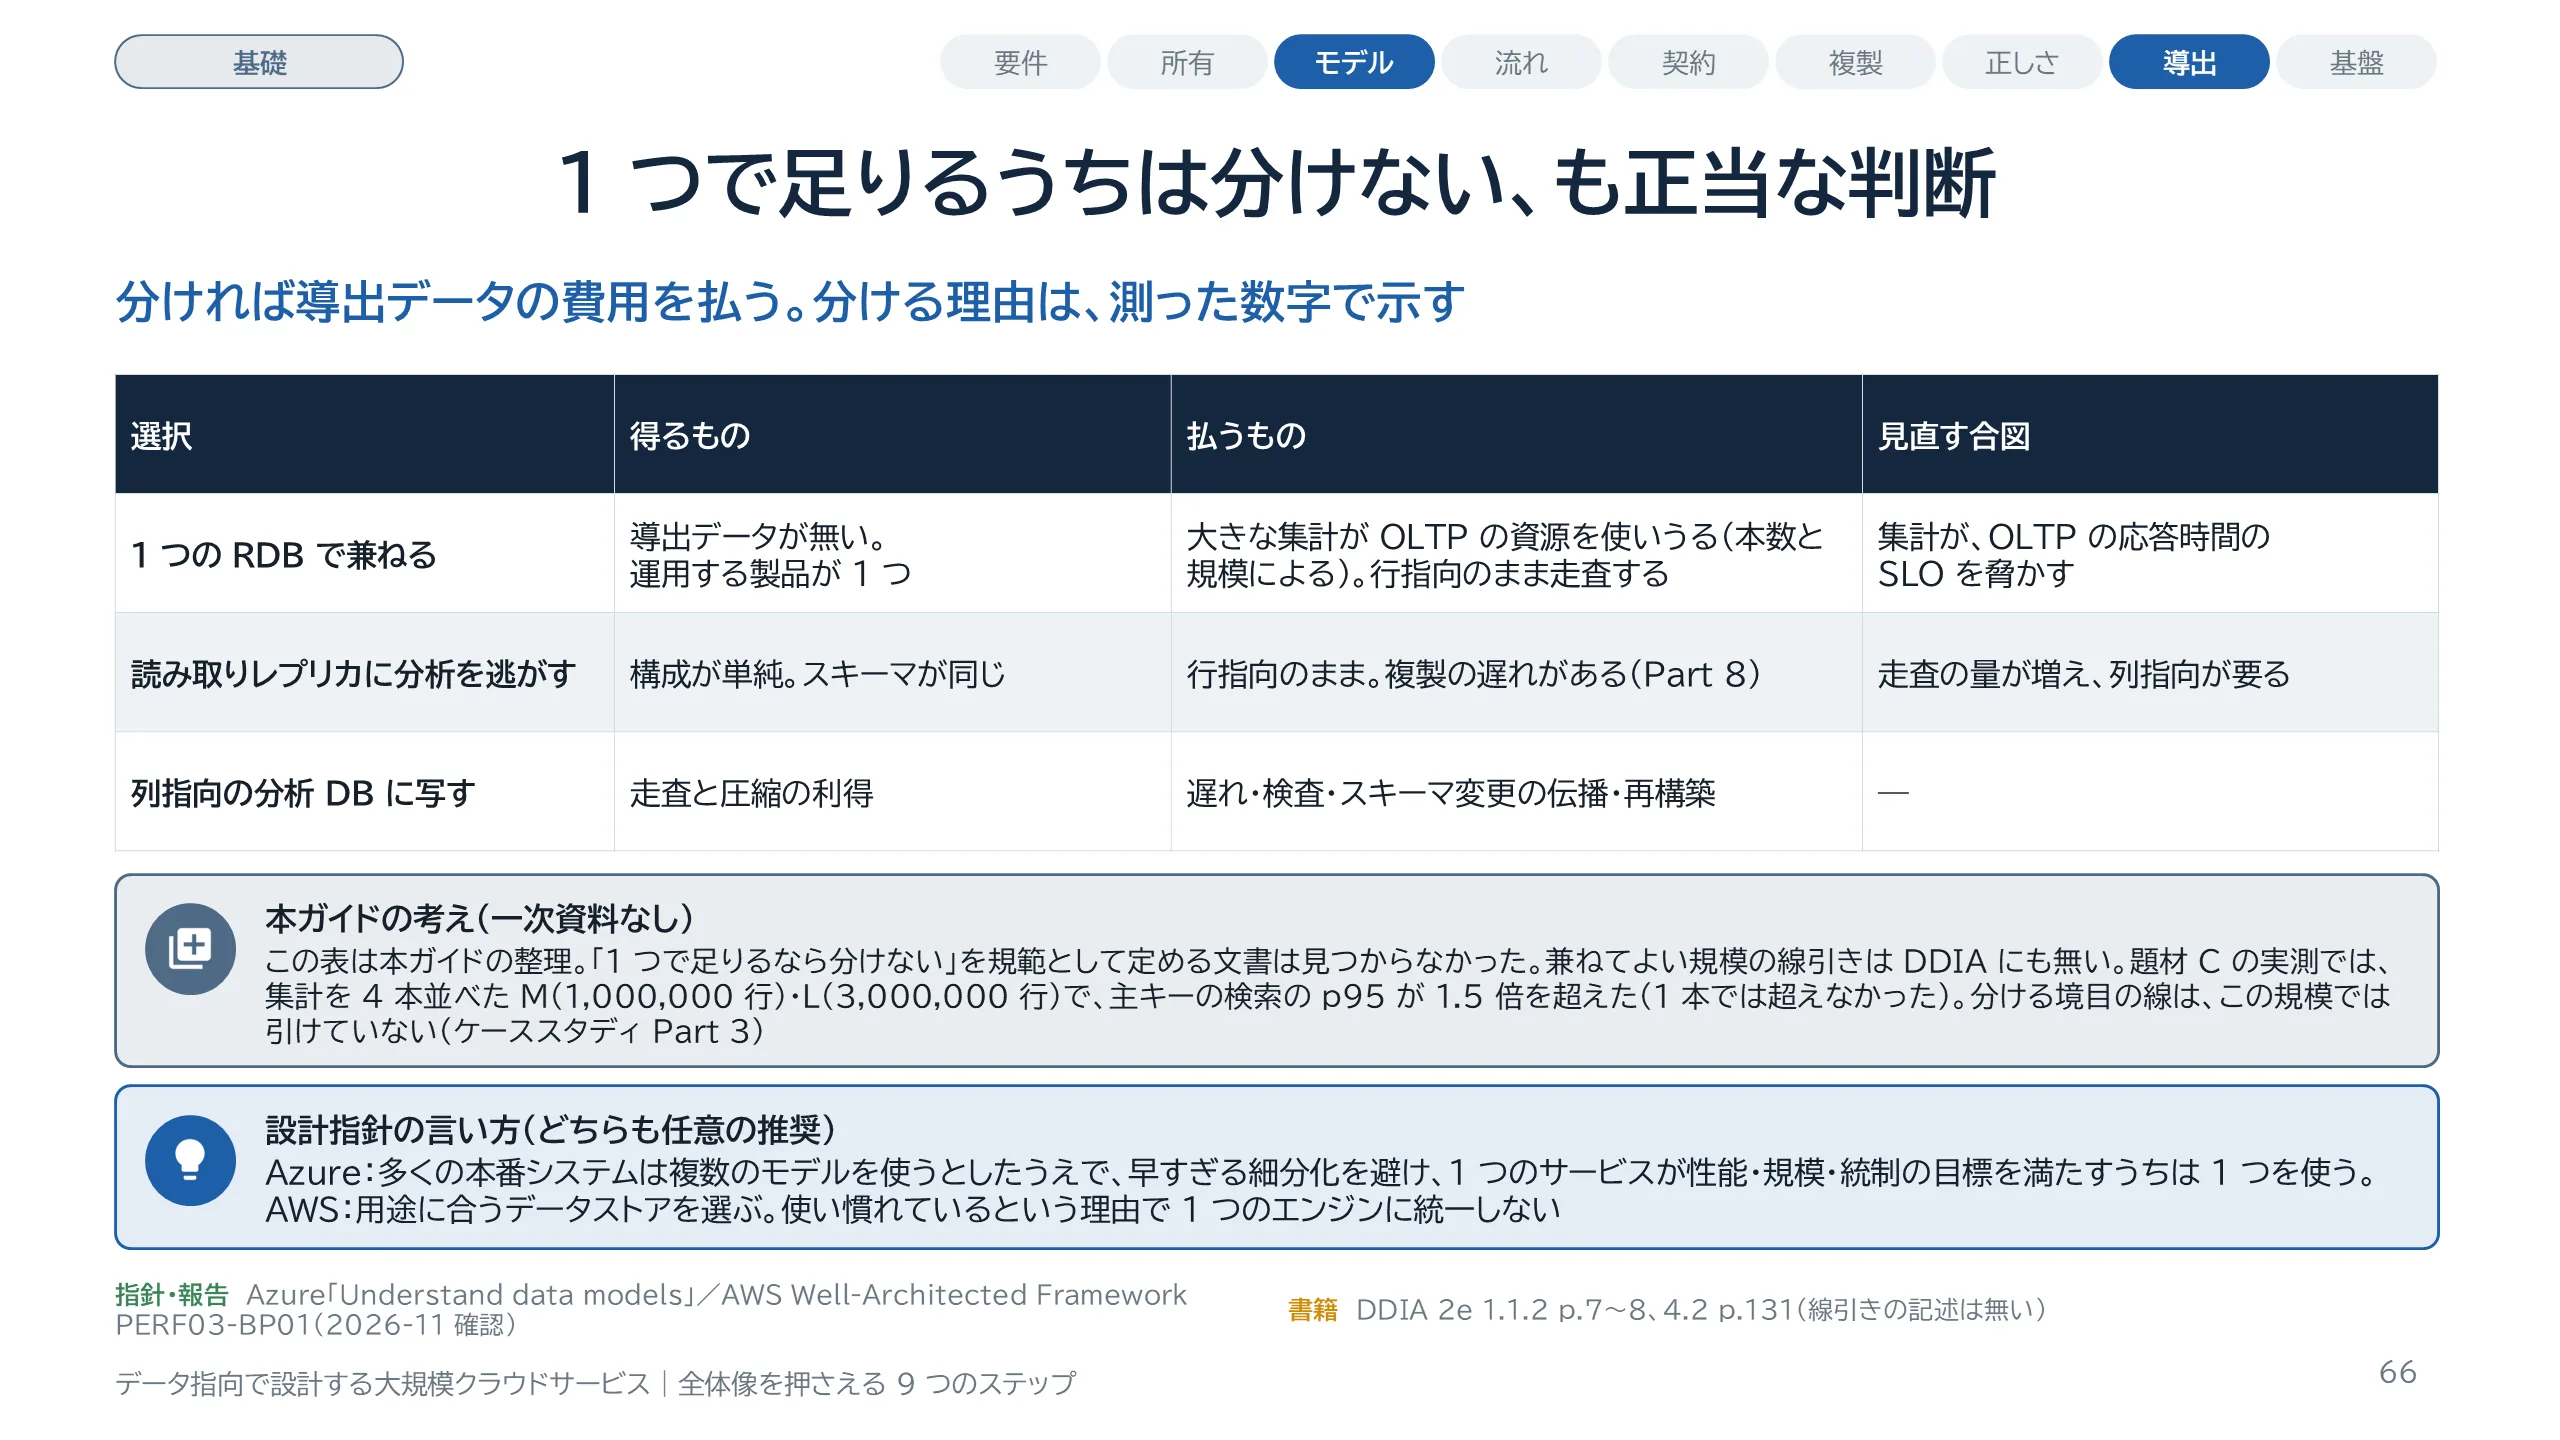 基礎
要件 所有 モデル 流れ 契約 複製 正しさ 導出 基盤
1 つで足りるうちは分けない、も正当な判断
分ければ導出データの費用を払う。分ける理由は、測った数字で示す
選択 得るもの 払うもの 見直す合図
1 つの RDB で兼ねる
導出データが無い。
運用する製品が 1 つ
大きな集計が OLTP の資源を使いうる（本数と
規模による）。行指向のまま走査する
集計が、OLTP の応答時間の
SLO を脅かす
読み取りレプリカに分析を逃がす
構成が単純。スキーマが同じ
行指向のまま。複製の遅れがある（Part 8）
走査の量が増え、列指向が要る
列指向の分析 DB に写す
走査と圧縮の利得
遅れ・検査・スキーマ変更の伝播・再構築
—
本ガイドの考え（一次資料なし）
この表は本ガイドの整理。「1 つで足りるなら分けない」を規範として定める文書は見つからなかった。兼ねてよい規模の線引きは DDIA にも無い。題材 C の実測では、
集計を 4 本並べた M（1,000,000 行）・L（3,000,000 行）で、主キーの検索の p95 が 1.5 倍を超えた（1 本では超えなかった）。分ける境目の線は、この規模では
引けていない（ケーススタディ Part 3）
設計指針の言い方（どちらも任意の推奨）
Azure：多くの本番システムは複数のモデルを使うとしたうえで、早すぎる細分化を避け、1 つのサービスが性能・規模・統制の目標を満たすうちは 1 つを使う。
AWS：用途に合うデータストアを選ぶ。使い慣れているという理由で 1 つのエンジンに統一しない
指針・報告 Azure「Understand data models」／AWS Well-Architected Framework
PERF03-BP01（2026-11 確認）
書籍 DDIA 2e 1.1.2 p.7～8、4.2 p.131（線引きの記述は無い）
データ指向で設計する大規模クラウドサービス｜全体像を押さえる 9 つのステップ
66